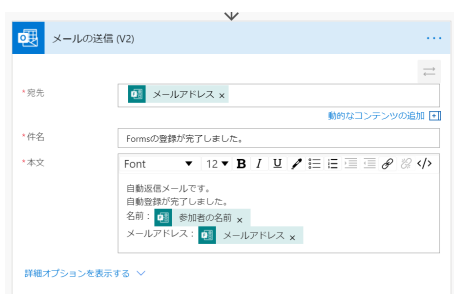 メールの送信 (V2)
* 宛先
メールアドレス ×
動的なコンテンツの追加
* 件名
Formsの登録が完了しました。
* 本文
Font 12 B I U </>
自動返信メールです。
自動登録が完了しました。
名前： 参加者の名前 ×
メールアドレス： メールアドレス ×
詳細オプションを表示する